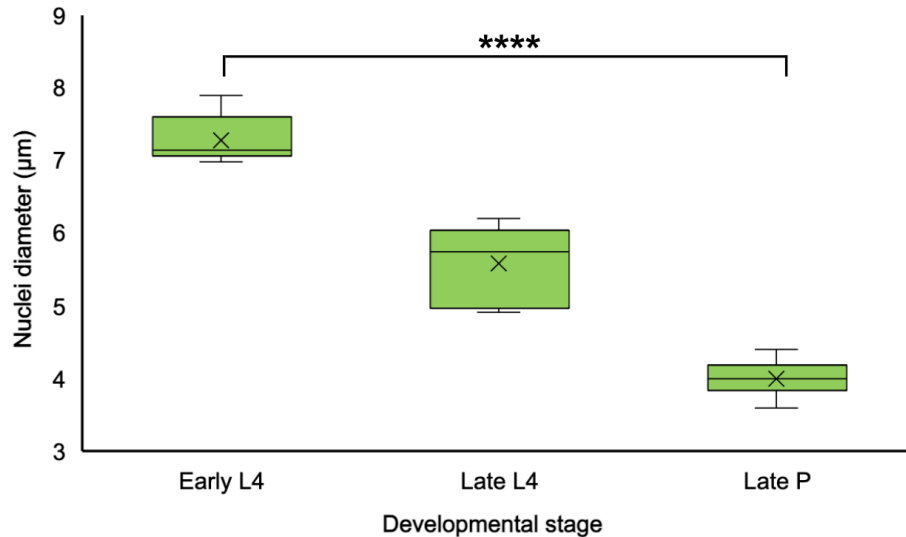 9
****
8
7
6
5
4
3
Nuclei diameter (µm)
Early L4
Late L4
Late P
Developmental stage